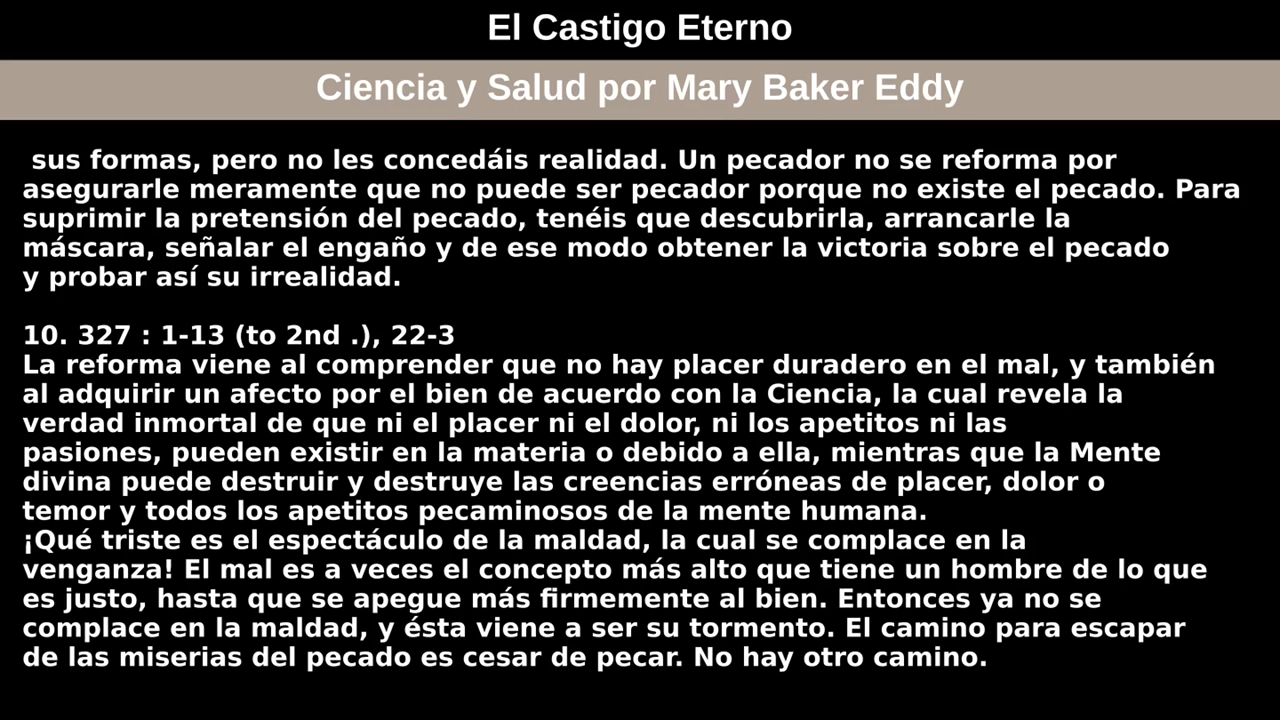 El Castigo Eterno
Ciencia y Salud por Mary Baker Eddy
sus formas, pero no les concedáis realidad. Un pecador no se reforma por
asegurarle meramente que no puede ser pecador porque no existe el pecado. Para
suprimir la pretensión del pecado, tenéis que descubrirla, arrancarle la
máscara, señalar el engaño y de ese modo obtener la victoria sobre el pecado
y probar así su irrealidad.
10. 327 : 1-13 (to 2nd .), 22-3
La reforma viene al comprender que no hay placer duradero en el mal, y también
al adquirir un afecto por el bien de acuerdo con la Ciencia, la cual revela la
verdad inmortal de que ni el placer ni el dolor, ni los apetitos ni las
pasiones, pueden existir en la materia o debido a ella, mientras que la Mente
divina puede destruir y destruye las creencias erróneas de placer, dolor o
temor y todos los apetitos pecaminosos de la mente humana.
¡Qué triste es el espectáculo de la maldad, la cual se complace en la
venganza! El mal es a veces el concepto más alto que tiene un hombre de lo que
es justo, hasta que se apegue más firmemente al bien. Entonces ya no se
complace en la maldad, y ésta viene a ser su tormento. El camino para escapar
de las miserias del pecado es cesar de pecar. No hay otro camino.